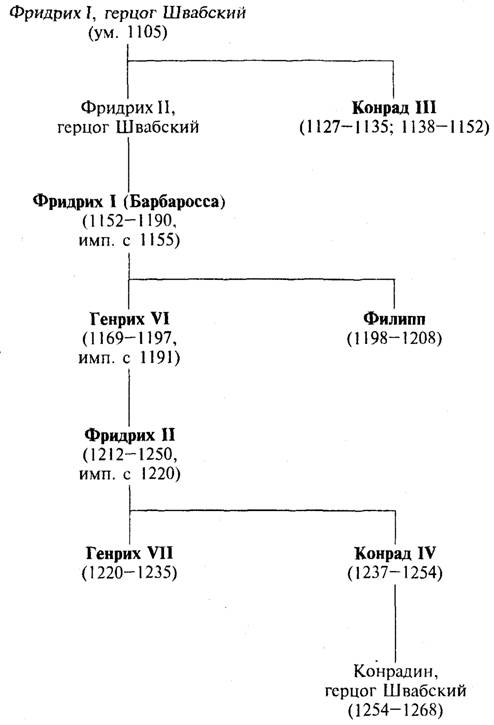 Фридрих I, герцог Швабский
(ум. 1105)
Фридрих II,
герцог Швабский
Конрад III
(1127–1135; 1138–1152)
Фридрих I (Барбаросса)
(1152–1190,
имп. с 1155)
Генрих VI
(1169–1197,
имп. с 1191)
Филипп
(1198–1208)
Фридрих II
(1212–1250,
имп. с 1220)
Генрих VII
(1220–1235)
Конрад IV
(1237–1254)
Конрадин,
герцог Швабский
(1254–1268)